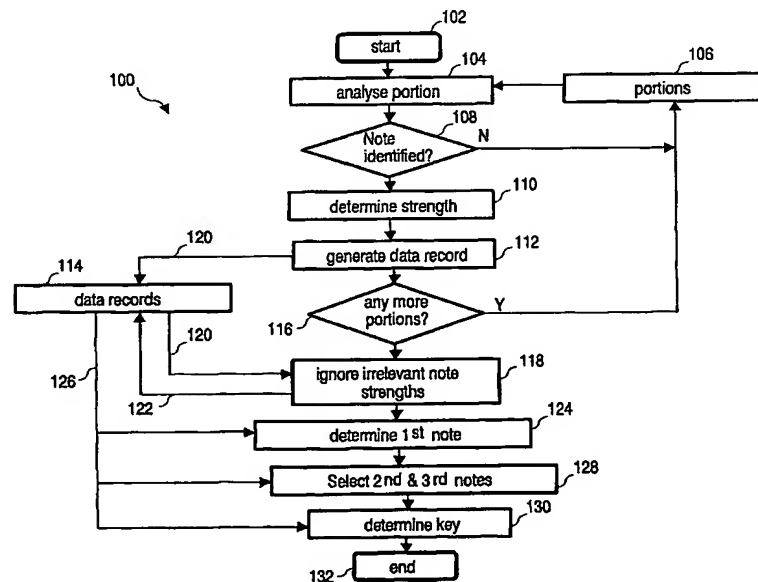 102
start
104
106
100
analyse portion
portions
108
Note
identified?
N
110
determine strength
120
112
generate data record
114
data records
any more
portions?
Y
116
120
126
118
ignore irrelevant note
strengths
122
124
determine 1st note
128
Select 2nd & 3rd notes
130
determine key
132
end